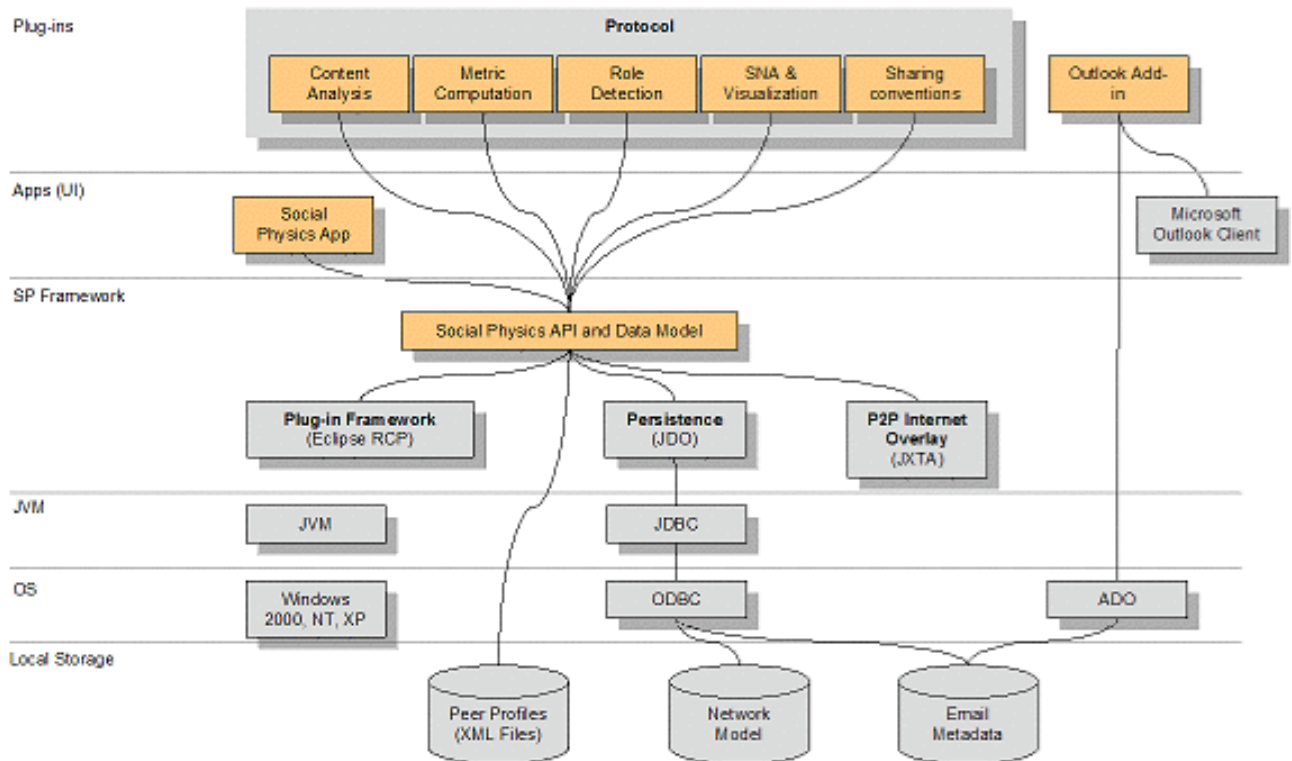 Plug-ins
Protocol
Content
Analysis
Metric
Computation
Role
Detection
SNA &
Visualization
Sharing
conventions
Outlook Add-
in
Apps (UI)
Social
Physics App
Microsoft
Outlook Client
SP Framework
Social Physics API and Data Model
Plug-in Framework
(Eclipse RCP)
Persistence
(JDO)
P2P Internet
Overlay
(JXTA)
JVM
JVM
JDBC
OS
Windows
2000, NT, XP
ODBC
ADO
Local Storage
Peer Profiles
(XML Files)
Network
Model
Email
Metadata